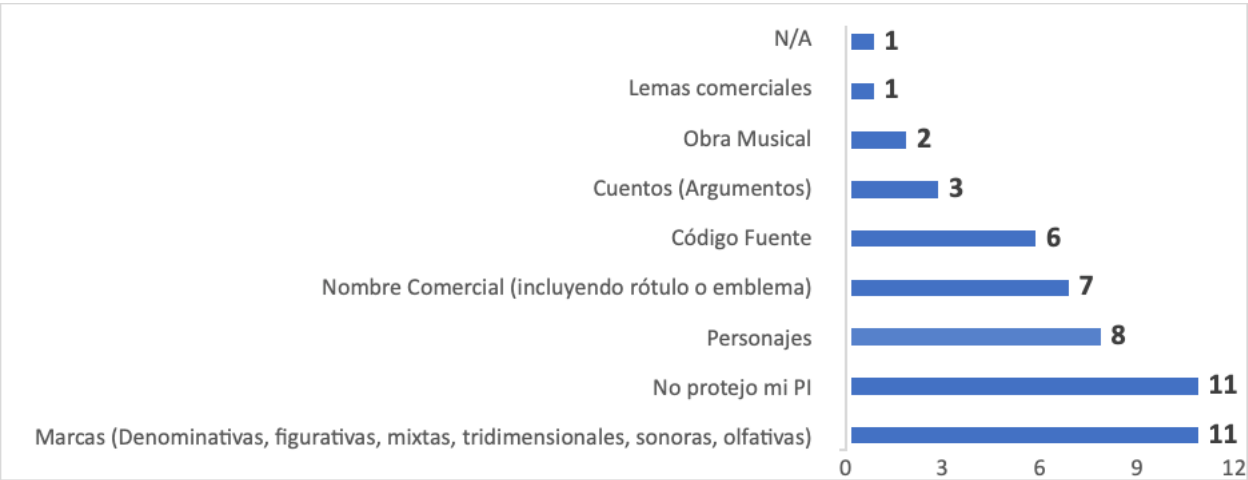 N/A 1
Lemas comerciales 1
Obra Musical 2
Cuentos (Argumentos) 3
Código Fuente 6
Nombre Comercial (incluyendo rótulo o emblema) 7
Personajes 8
No protejo mi PI 11
Marcas (Denominativas, figurativas, mixtas, tridimensionales, sonoras, olfativas) 11
0 3 6 9 12